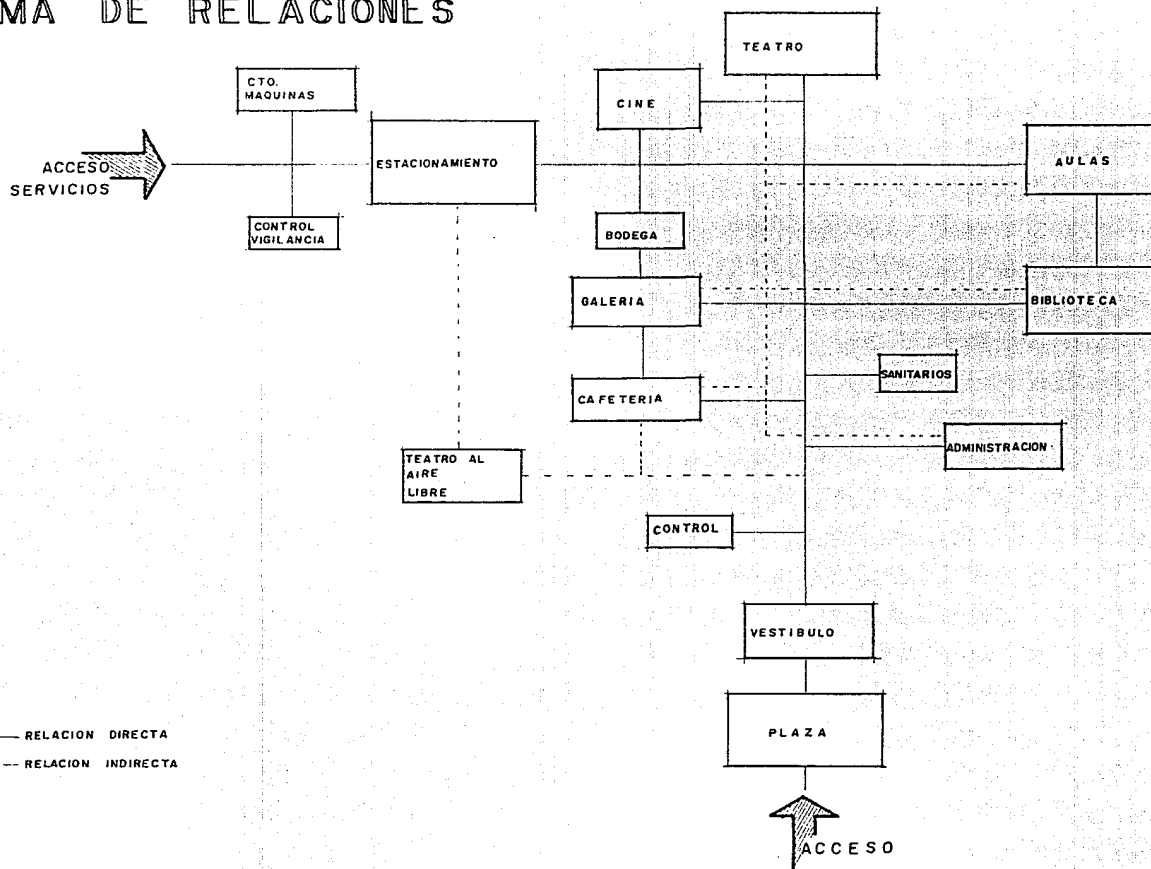 MA DE RELACIONES
TEATRO
CTO.
MAQUINAS
CINE
ESTACIONAMIENTO
AULAS
ACCESO
SERVICIOS
CONTROL
VIGILANCIA
BODEGA
GALERIA
BIBLIOTECA
SANITARIOS
CAFETERIA
ADMINISTRACION
TEATRO AL
AIRE
LIBRE
CONTROL
VESTIBULO
PLAZA
RELACION DIRECTA
RELACION INDIRECTA
ACCESO